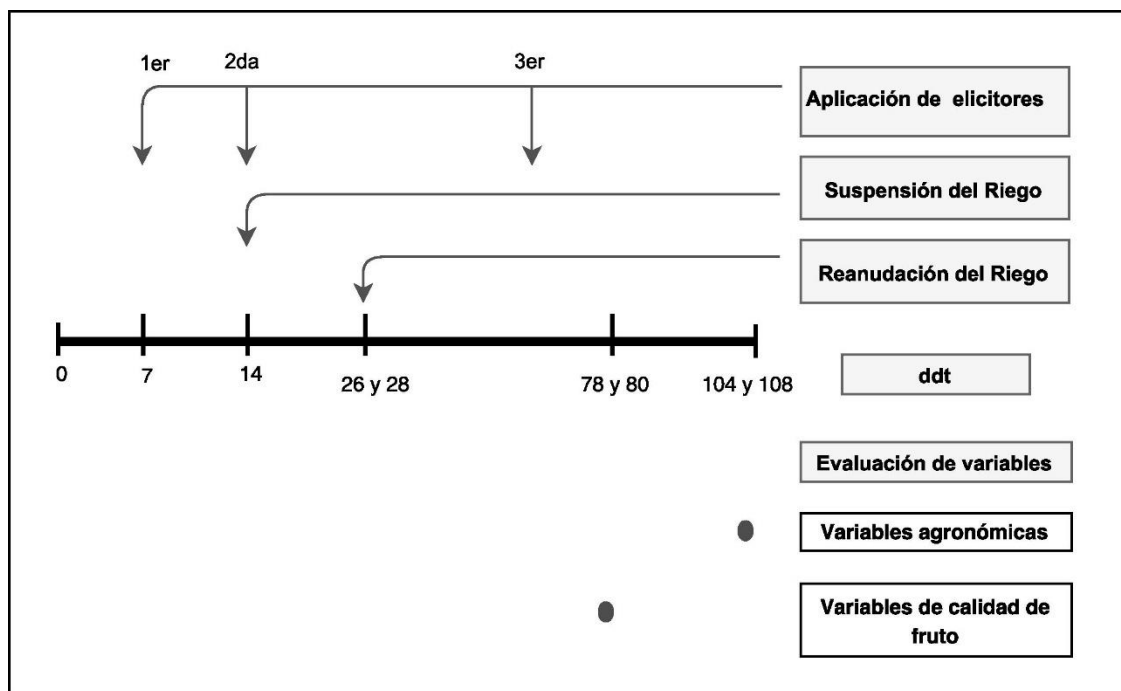 1er
2da
3er
Aplicación de elicitores
Suspensión del Riego
Reanudación del Riego
0
7
14
26 y 28
78 y 80
104 y 108
ddt
Evaluación de variables
Variables agronómicas
Variables de calidad de
fruto